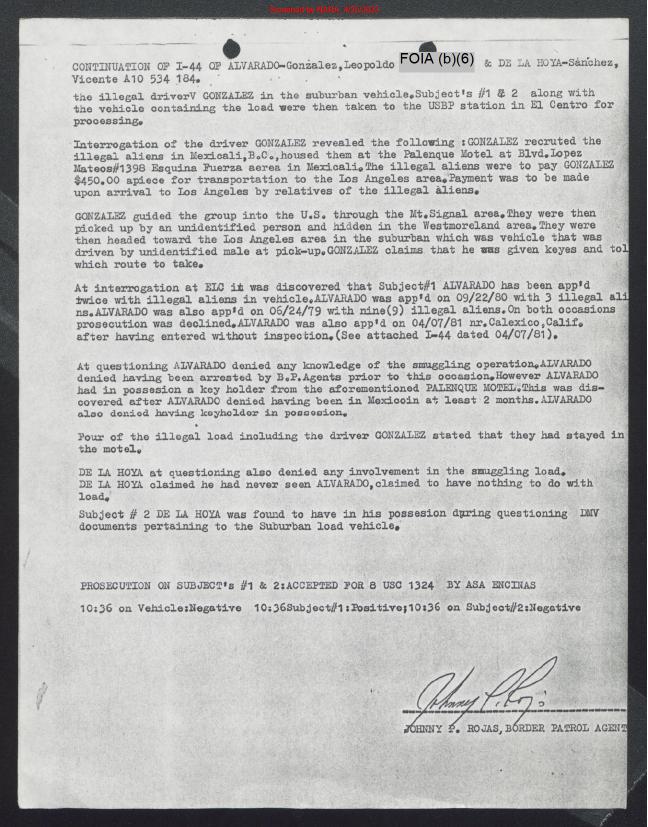 Scanned by NARA, 4/25/2023
CONTINUATION OF I-44 OF ALVARADO-Gonzalez,Leopoldo FOIA (b)(6) & DE LA HOYA-Sanchez,
Vicente A10 534 184.
the illegal driverV GONZALEZ in the suburban vehicle.Subject's #1 & 2 along with
the vehicle containing the load were then taken to the USBP station in El Centro for
processing.
Interrogation of the driver GONZALEZ revealed the following :GONZALEZ recruted the
illegal aliens in Mexicali,B.C.,housed them at the Palenque Motel at Blvd.Lopez
Mateos#1398 Esquina Fuerza aerea in Mexicali.The illegal aliens were to pay GONZALEZ
$450.00 apiece for transportation to the Los Angeles area.Payment was to be made
upon arrival to Los Angeles by relatives of the illegal aliens.
GONZALEZ guided the group into the U.S. through the Mt.Signal area.They were then
picked up by an unidentified person and hidden in the Westmoreland area.They were
then headed toward the Los Angeles area in the suburban which was vehicle that was
driven by unidentified male at pick-up.GONZALEZ claims that he was given keyes and tol
which route to take.
At interrogation at ELC it was discovered that Subject#1 ALVARADO has been app'd
twice with illegal aliens in vehicle.ALVARADO was app'd on 09/22/80 with 3 illegal ali
ns.ALVARADO was also app'd on 06/24/79 with nine(9) illegal aliens.On both occasions
prosecution was declined.ALVARADO was also app'd on 04/07/81 nr.Calexico,Calif.
after having entered without inspection.(See attached I-44 dated 04/07/81).
At questioning ALVARADO denied any knowledge of the smuggling operation.ALVARADO
denied having been arrested by B.P.Agents prior to this occasion.However ALVARADO
had in possesion a key holder from the aforementioned PALENQUE MOTEL.This was dis-
covered after ALVARADO denied having been in Mexicoin at least 2 months.ALVARADO
also denied having keyholder in possesion.
Four of the illegal load including the driver GONZALEZ stated that they had stayed in
the motel.
DE LA HOYA at questioning also denied any involvement in the smuggling load.
DE LA HOYA claimed he had never seen ALVARADO,claimed to have nothing to do with
load.
Subject # 2 DE LA HOYA was found to have in his possesion during questioning DMV
documents pertaining to the Suburban load vehicle.
PROSECUTION ON SUBJECT's #1 & 2:ACCEPTED FOR 8 USC 1324 BY ASA ENCINAS
10:36 on Vehicle:Negative 10:36Subject#1:Positive;10:36 on Subject#2:Negative
Johnny P. Rojas
JOHNNY P. ROJAS,BORDER PATROL AGENT